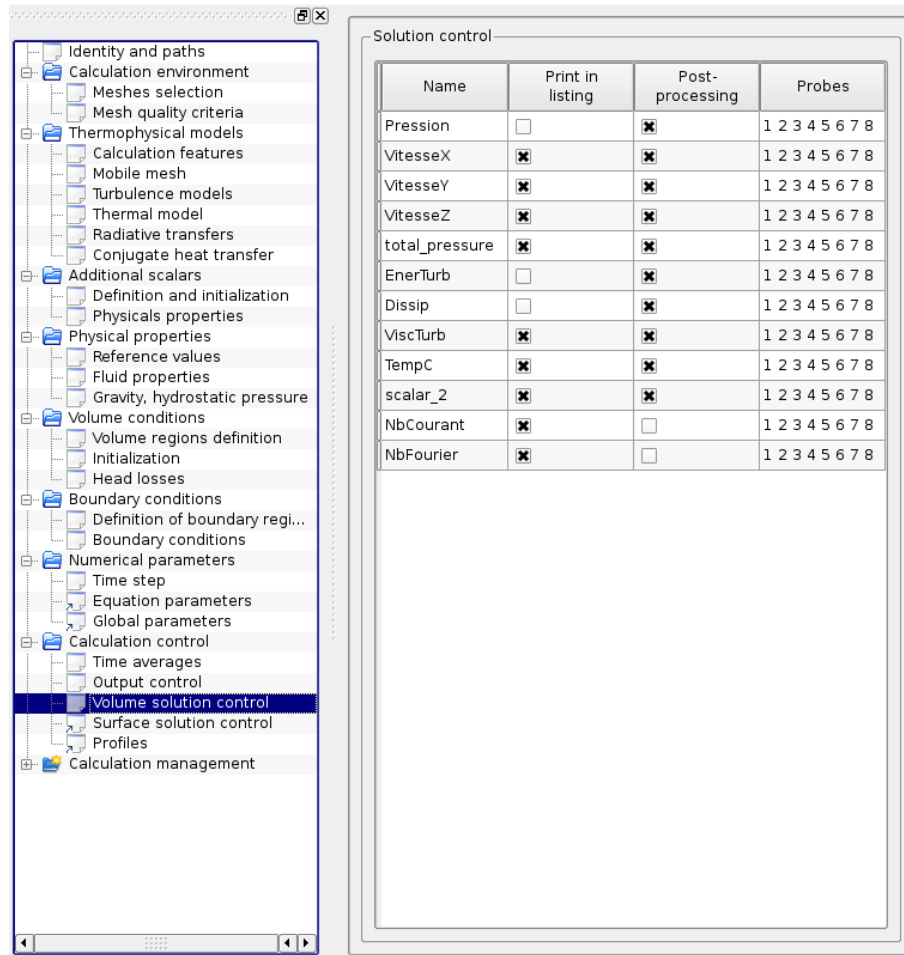 Identity and paths
Calculation environment
Meshes selection
Mesh quality criteria
Thermophysical models
Calculation features
Mobile mesh
Turbulence models
Thermal model
Radiative transfers
Conjugate heat transfer
Additional scalars
Definition and initialization
Physicals properties
Physical properties
Reference values
Fluid properties
Gravity, hydrostatic pressure
Volume conditions
Volume regions definition
Initialization
Head losses
Boundary conditions
Definition of boundary regi...
Boundary conditions
Numerical parameters
Time step
Equation parameters
Global parameters
Calculation control
Time averages
Output control
Volume solution control
Surface solution control
Profiles
Calculation management
Solution control
Name Print in listing Post-processing Probes
Pression 1 2 3 4 5 6 7 8
VitesseX 1 2 3 4 5 6 7 8
VitesseY 1 2 3 4 5 6 7 8
VitesseZ 1 2 3 4 5 6 7 8
total_pressure 1 2 3 4 5 6 7 8
EnerTurb 1 2 3 4 5 6 7 8
Dissip 1 2 3 4 5 6 7 8
ViscTurb 1 2 3 4 5 6 7 8
TempC 1 2 3 4 5 6 7 8
scalar_2 1 2 3 4 5 6 7 8
NbCourant 1 2 3 4 5 6 7 8
NbFourier 1 2 3 4 5 6 7 8